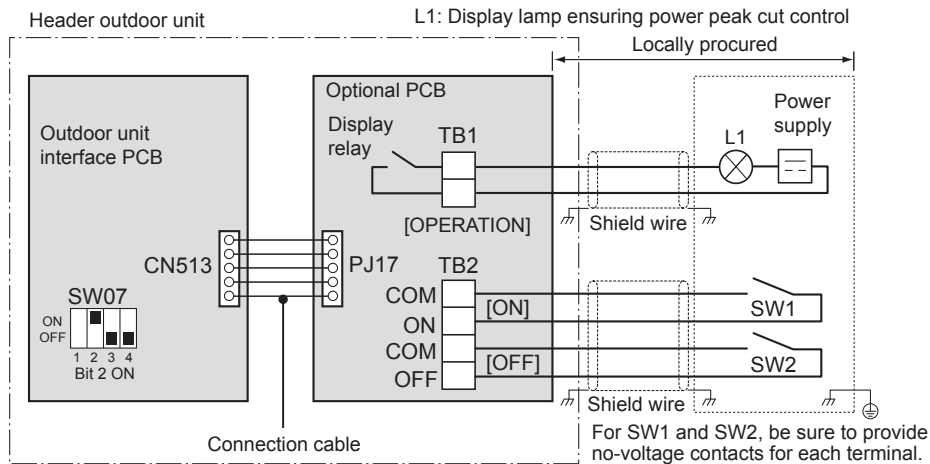 Header outdoor unit
L1: Display lamp ensuring power peak cut control
Locally procured
Outdoor unit
interface PCB
Optional PCB
Display
relay
TB1
[OPERATION]
Power
supply
L1
Shield wire
CN513
PJ17
TB2
COM
ON
COM
OFF
[ON]
[OFF]
SW1
SW2
SW07
ON
OFF
1 2 3 4
Bit 2 ON
Shield wire
Connection cable
For SW1 and SW2, be sure to provide
no-voltage contacts for each terminal.